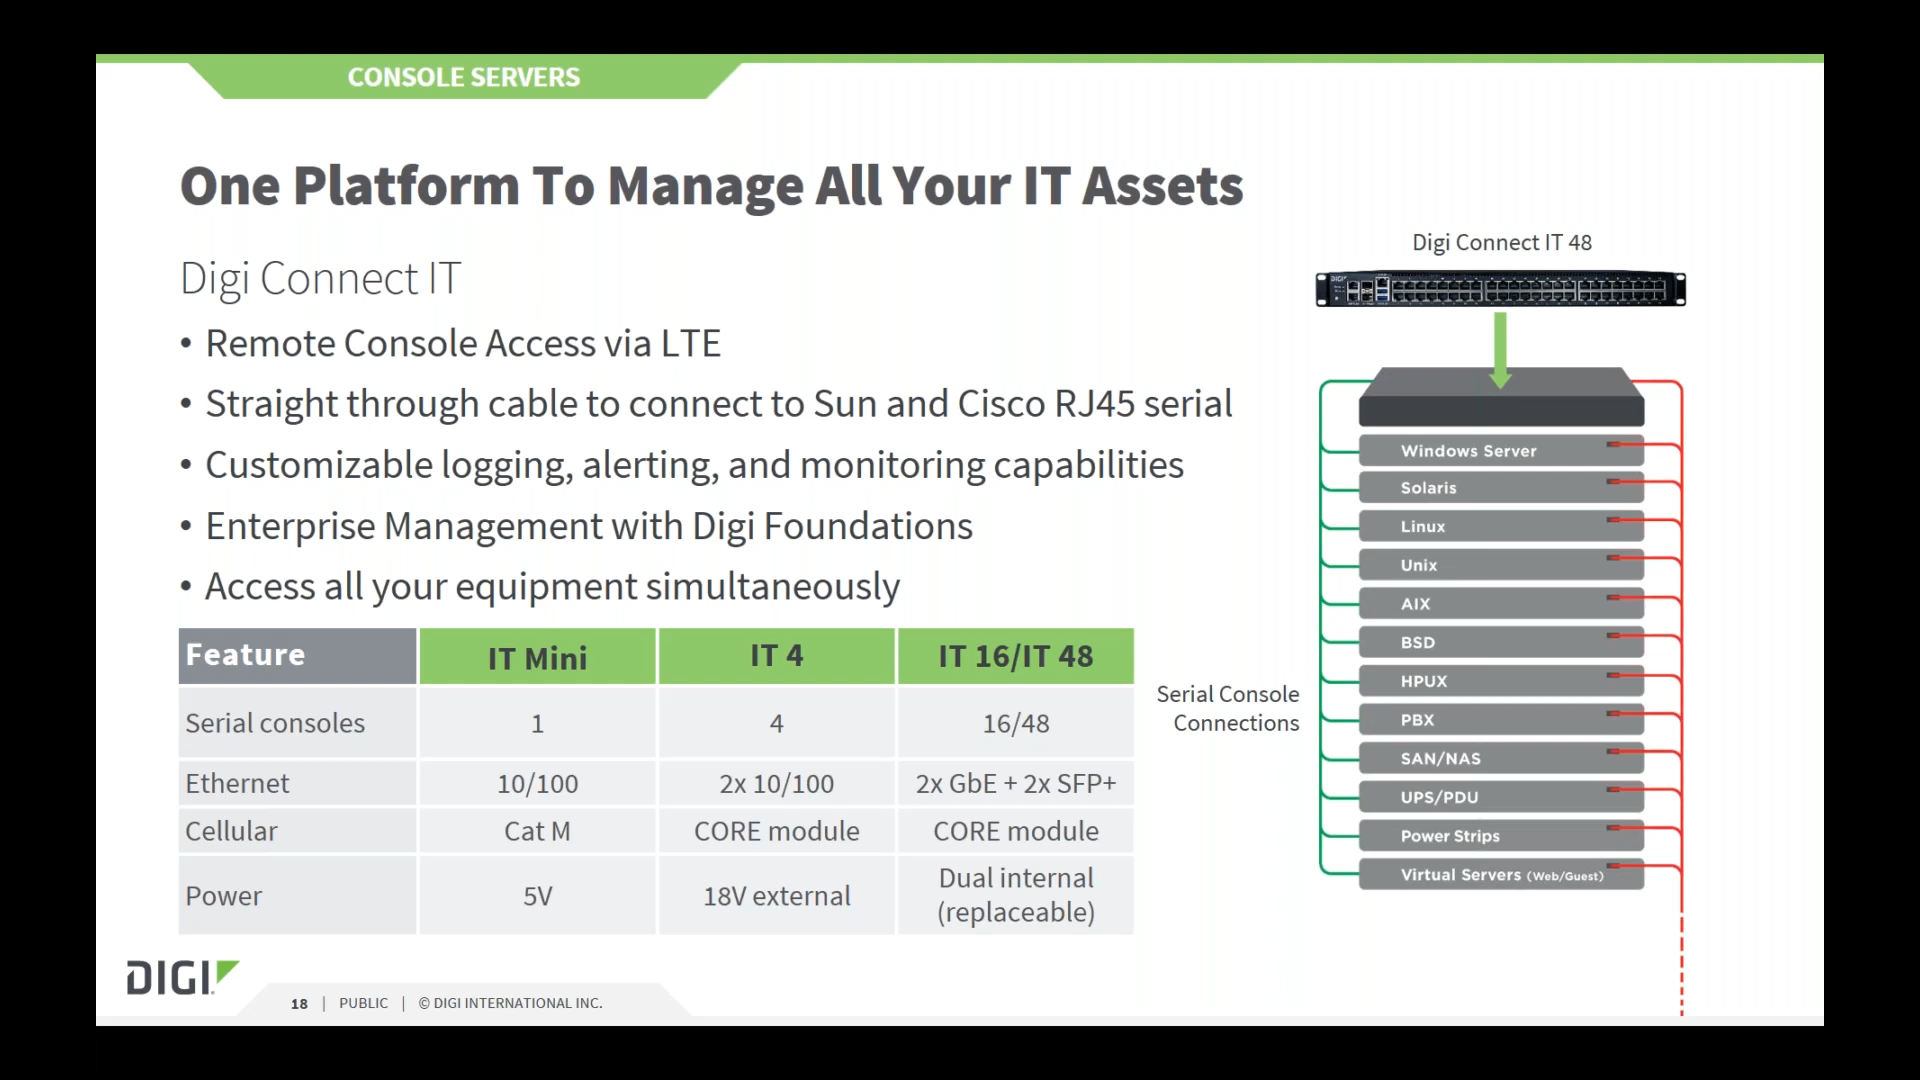 CONSOLE SERVERS
One Platform To Manage All Your IT Assets
Digi Connect IT
• Remote Console Access via LTE
• Straight through cable to connect to Sun and Cisco RJ45 serial
• Customizable logging, alerting, and monitoring capabilities
• Enterprise Management with Digi Foundations
• Access all your equipment simultaneously
Feature IT Mini IT 4 IT 16/IT 48
Serial consoles 1 4 16/48
Ethernet 10/100 2x 10/100 2x GbE + 2x SFP+
Cellular Cat M CORE module CORE module
Power 5V 18V external Dual internal
(replaceable)
Digi Connect IT 48
DIGI
Serial Console
Connections
Windows Server
Solaris
Linux
Unix
AIX
BSD
HPUX
PBX
SAN/NAS
UPS/PDU
Power Strips
Virtual Servers (Web/Guest)
DIGI
18 | PUBLIC | © DIGI INTERNATIONAL INC.